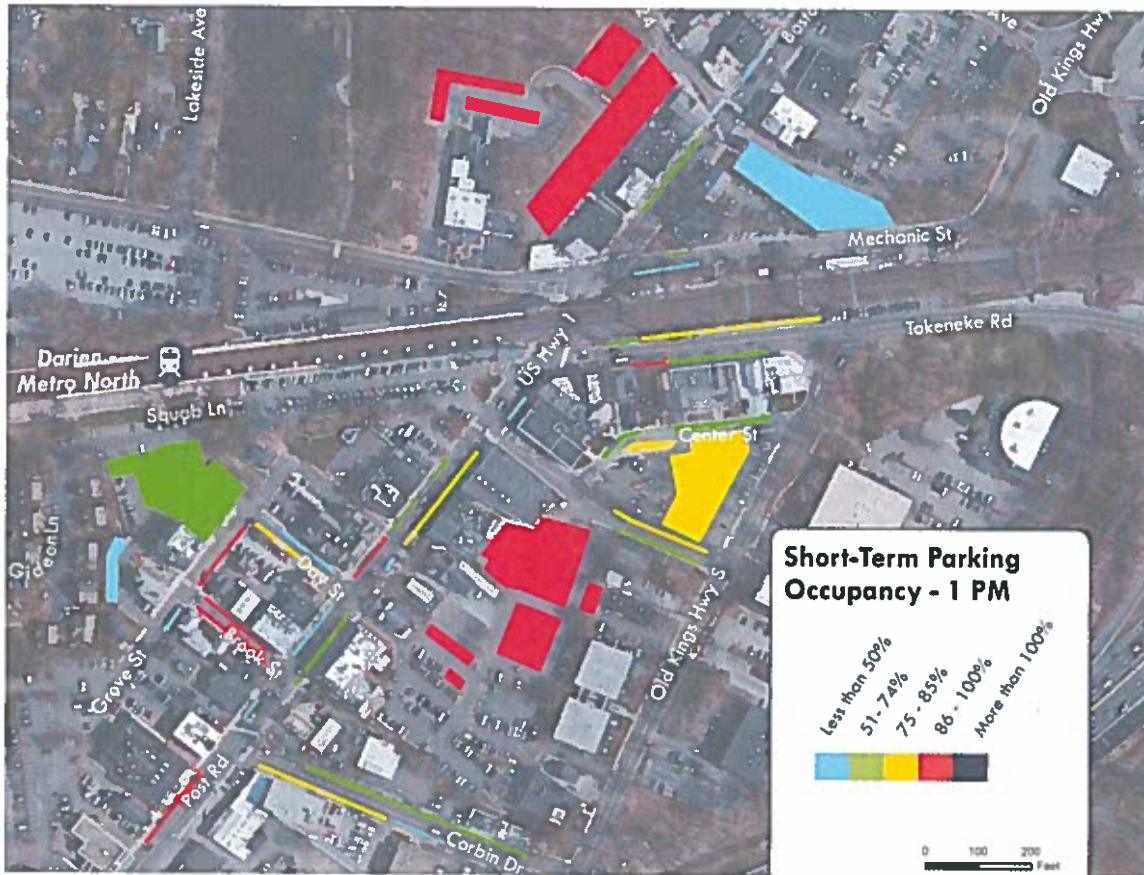 Lakeside Ave
Ave
Old Kings Hwy
Mechanic St
Tokeneke Rd
US Hwy 1
Darien
Metro North
Squab Ln
Center St
Day St
Brook St
Grove St
Old Kings Hwy S
Post Rd
Corbin Dr
Short-Term Parking
Occupancy - 1 PM
Less than 50%
51 - 74%
75 - 85%
86 - 100%
More than 100%
0 100 200
Feet